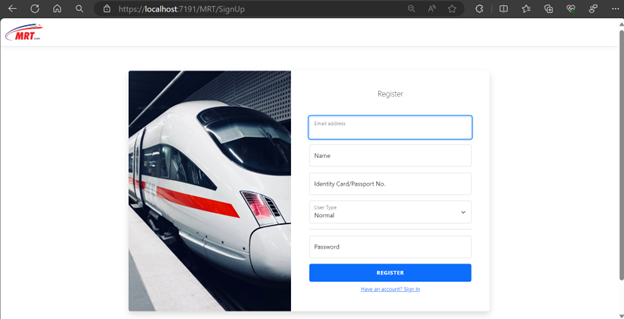 https://localhost:7191/MRT/SignUp
MRT.com
Register
Email address
Name
Identity Card/Passport No.
User Type
Normal
Password
REGISTER
Have an account? Sign In